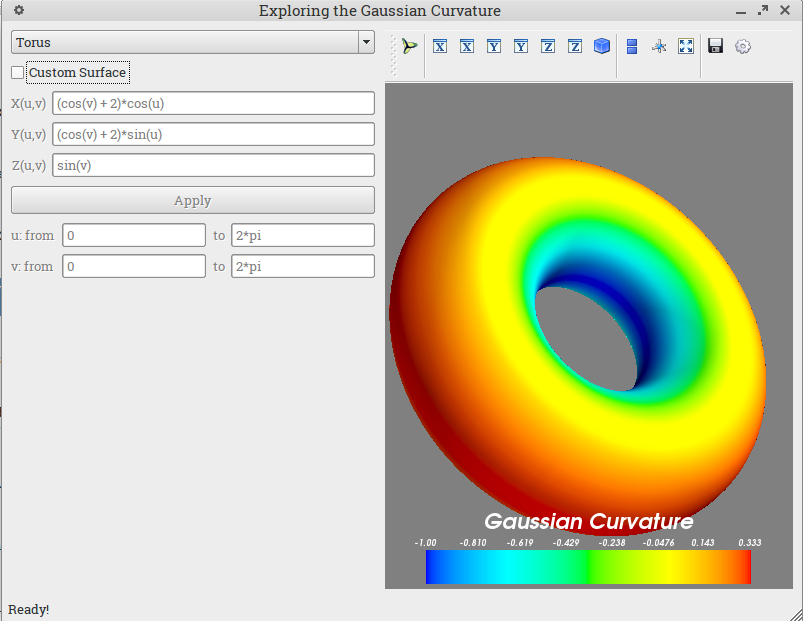 Exploring the Gaussian Curvature
Torus
Custom Surface
X(u,v) (cos(v) + 2)*cos(u)
Y(u,v) (cos(v) + 2)*sin(u)
Z(u,v) sin(v)
Apply
u: from 0 to 2*pi
v: from 0 to 2*pi
X X Y Y Z Z
Gaussian Curvature
-1.00 -0.810 -0.619 -0.429 -0.238 -0.0476 0.143 0.333
Ready!